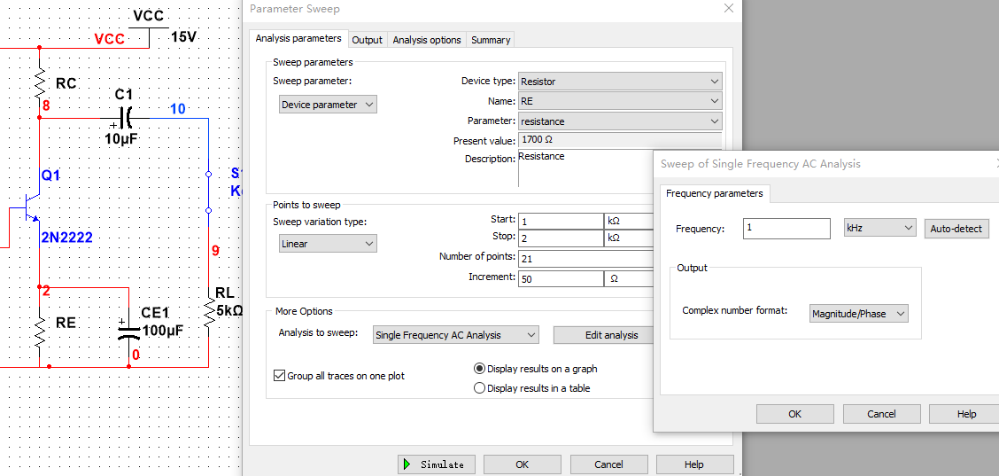 VCC
VCC
15V
RC
8
C1
10
10µF
Q1
2N2222
9
2
RE
CE1
100µF
0
RL
5kΩ
Parameter Sweep
Analysis parameters
Output
Analysis options
Summary
Sweep parameters
Sweep parameter:
Device parameter
Device type:
Resistor
Name:
RE
Parameter:
resistance
Present value:
1700 Ω
Description:
Resistance
Points to sweep
Sweep variation type:
Linear
Start:
1
kΩ
Stop:
2
kΩ
Number of points:
21
Increment:
50
Ω
More Options
Analysis to sweep:
Single Frequency AC Analysis
Edit analysis
Group all traces on one plot
Display results on a graph
Display results in a table
Simulate
OK
Cancel
Help
Sweep of Single Frequency AC Analysis
Frequency parameters
Frequency:
1
kHz
Auto-detect
Output
Complex number format:
Magnitude/Phase
OK
Cancel
Help